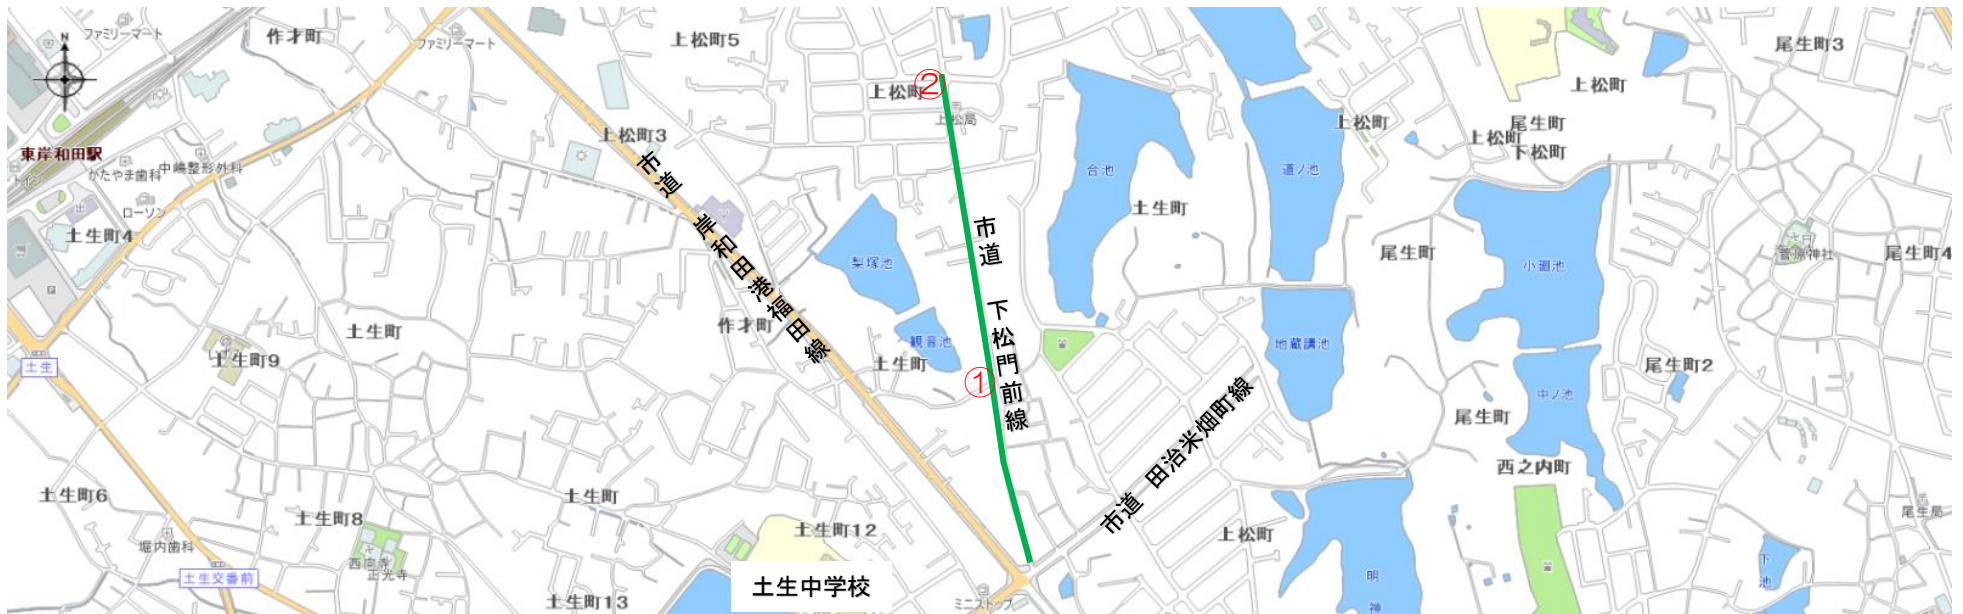 ファミリーマート
作才町
ファミリーマート
上松町5
尾生町3
N
上松町
②
上松局
上松町
上松町3
上松町
尾生町
上松町
下松町
東岸和田駅
かたやま歯科
中嶋整形外科
ローソン
土生町4
市道 岸和田港福田線
合池
道ノ池
土生町
梨塚池
市道 下松門前線
尾生町
小廻池
菅原神社
尾生町4
土生町
作才町
観音池
土生町
①
地蔵講池
尾生町2
中ノ池
土生
土生町9
市道 田治米畑町線
尾生町
西之内町
土生町6
土生町8
土生町
土生町12
上松町
尾生局
堀内歯科
西向寺
正光寺
土生交番前
土生町13
土生中学校
ミニストップ
明神
下池